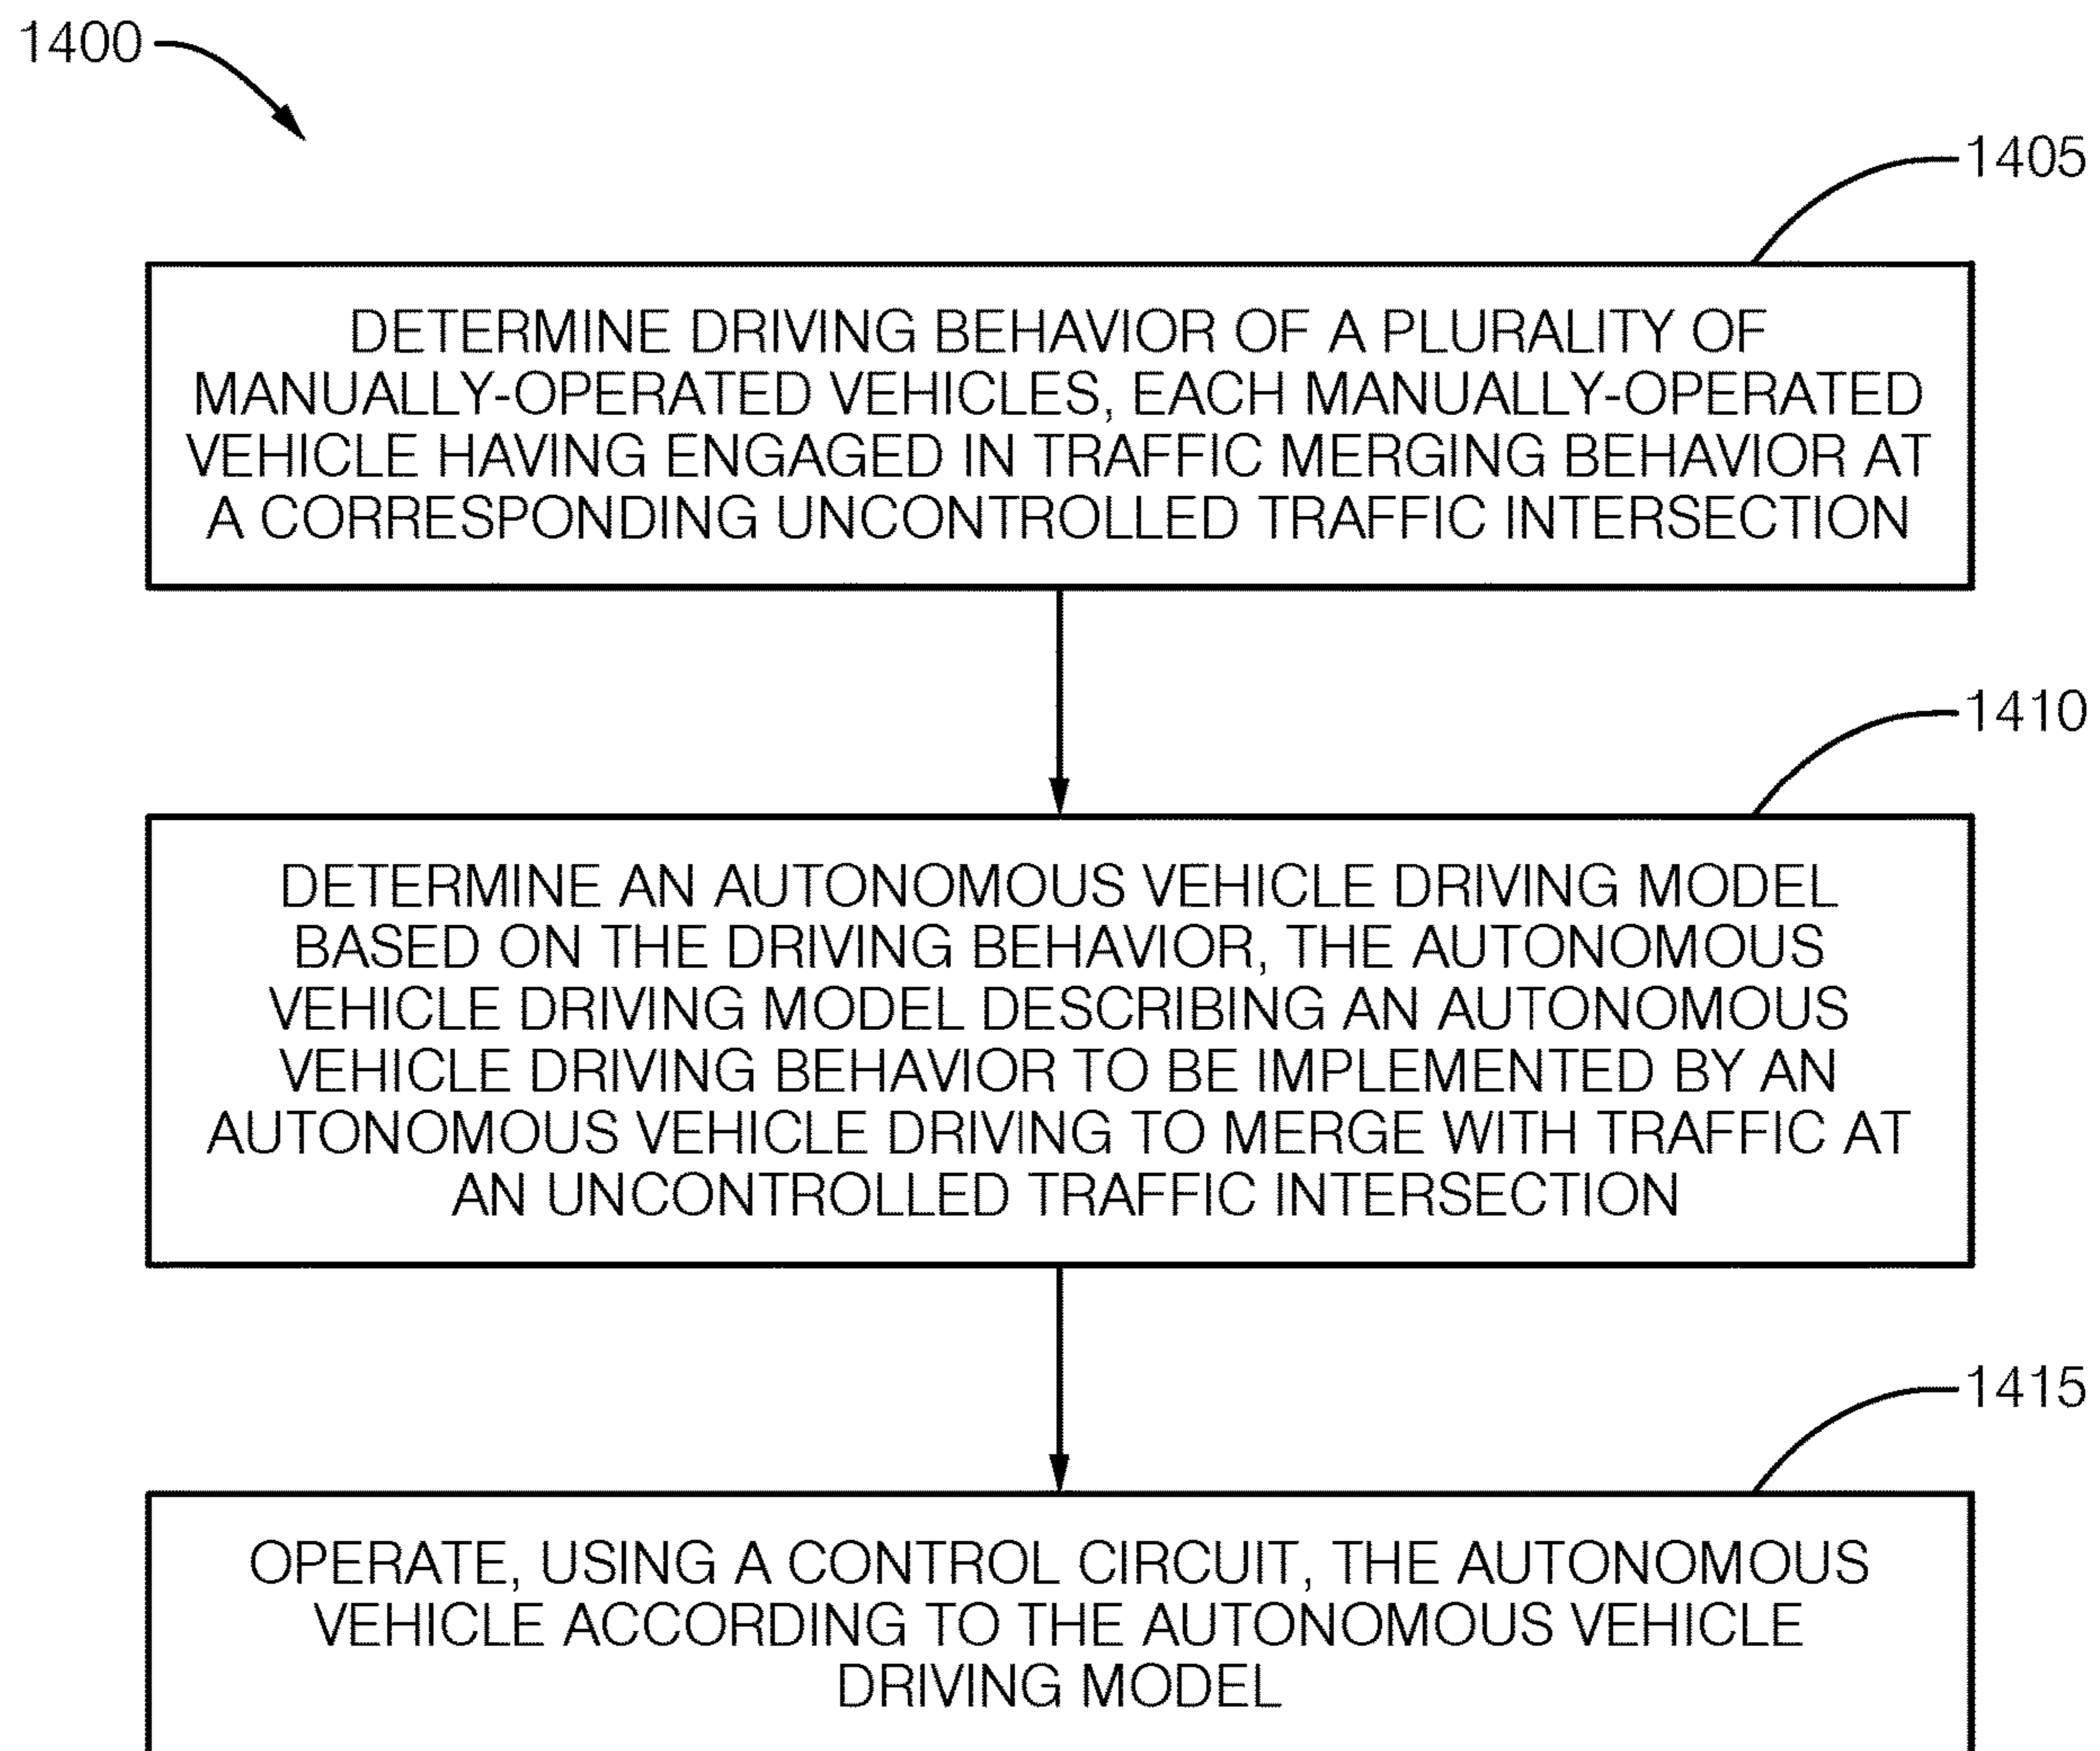 1400
1405
DETERMINE DRIVING BEHAVIOR OF A PLURALITY OF
MANUALLY-OPERATED VEHICLES, EACH MANUALLY-OPERATED
VEHICLE HAVING ENGAGED IN TRAFFIC MERGING BEHAVIOR AT
A CORRESPONDING UNCONTROLLED TRAFFIC INTERSECTION
1410
DETERMINE AN AUTONOMOUS VEHICLE DRIVING MODEL
BASED ON THE DRIVING BEHAVIOR, THE AUTONOMOUS
VEHICLE DRIVING MODEL DESCRIBING AN AUTONOMOUS
VEHICLE DRIVING BEHAVIOR TO BE IMPLEMENTED BY AN
AUTONOMOUS VEHICLE DRIVING TO MERGE WITH TRAFFIC AT
AN UNCONTROLLED TRAFFIC INTERSECTION
1415
OPERATE, USING A CONTROL CIRCUIT, THE AUTONOMOUS
VEHICLE ACCORDING TO THE AUTONOMOUS VEHICLE
DRIVING MODEL